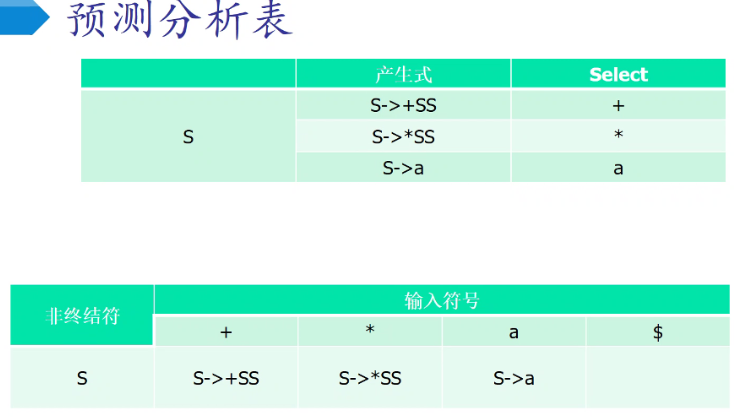 预测分析表
产生式 Select
S->+SS +
S S->*SS *
S->a a
非终结符 输入符号
+ * a $
S S->+SS S->*SS S->a